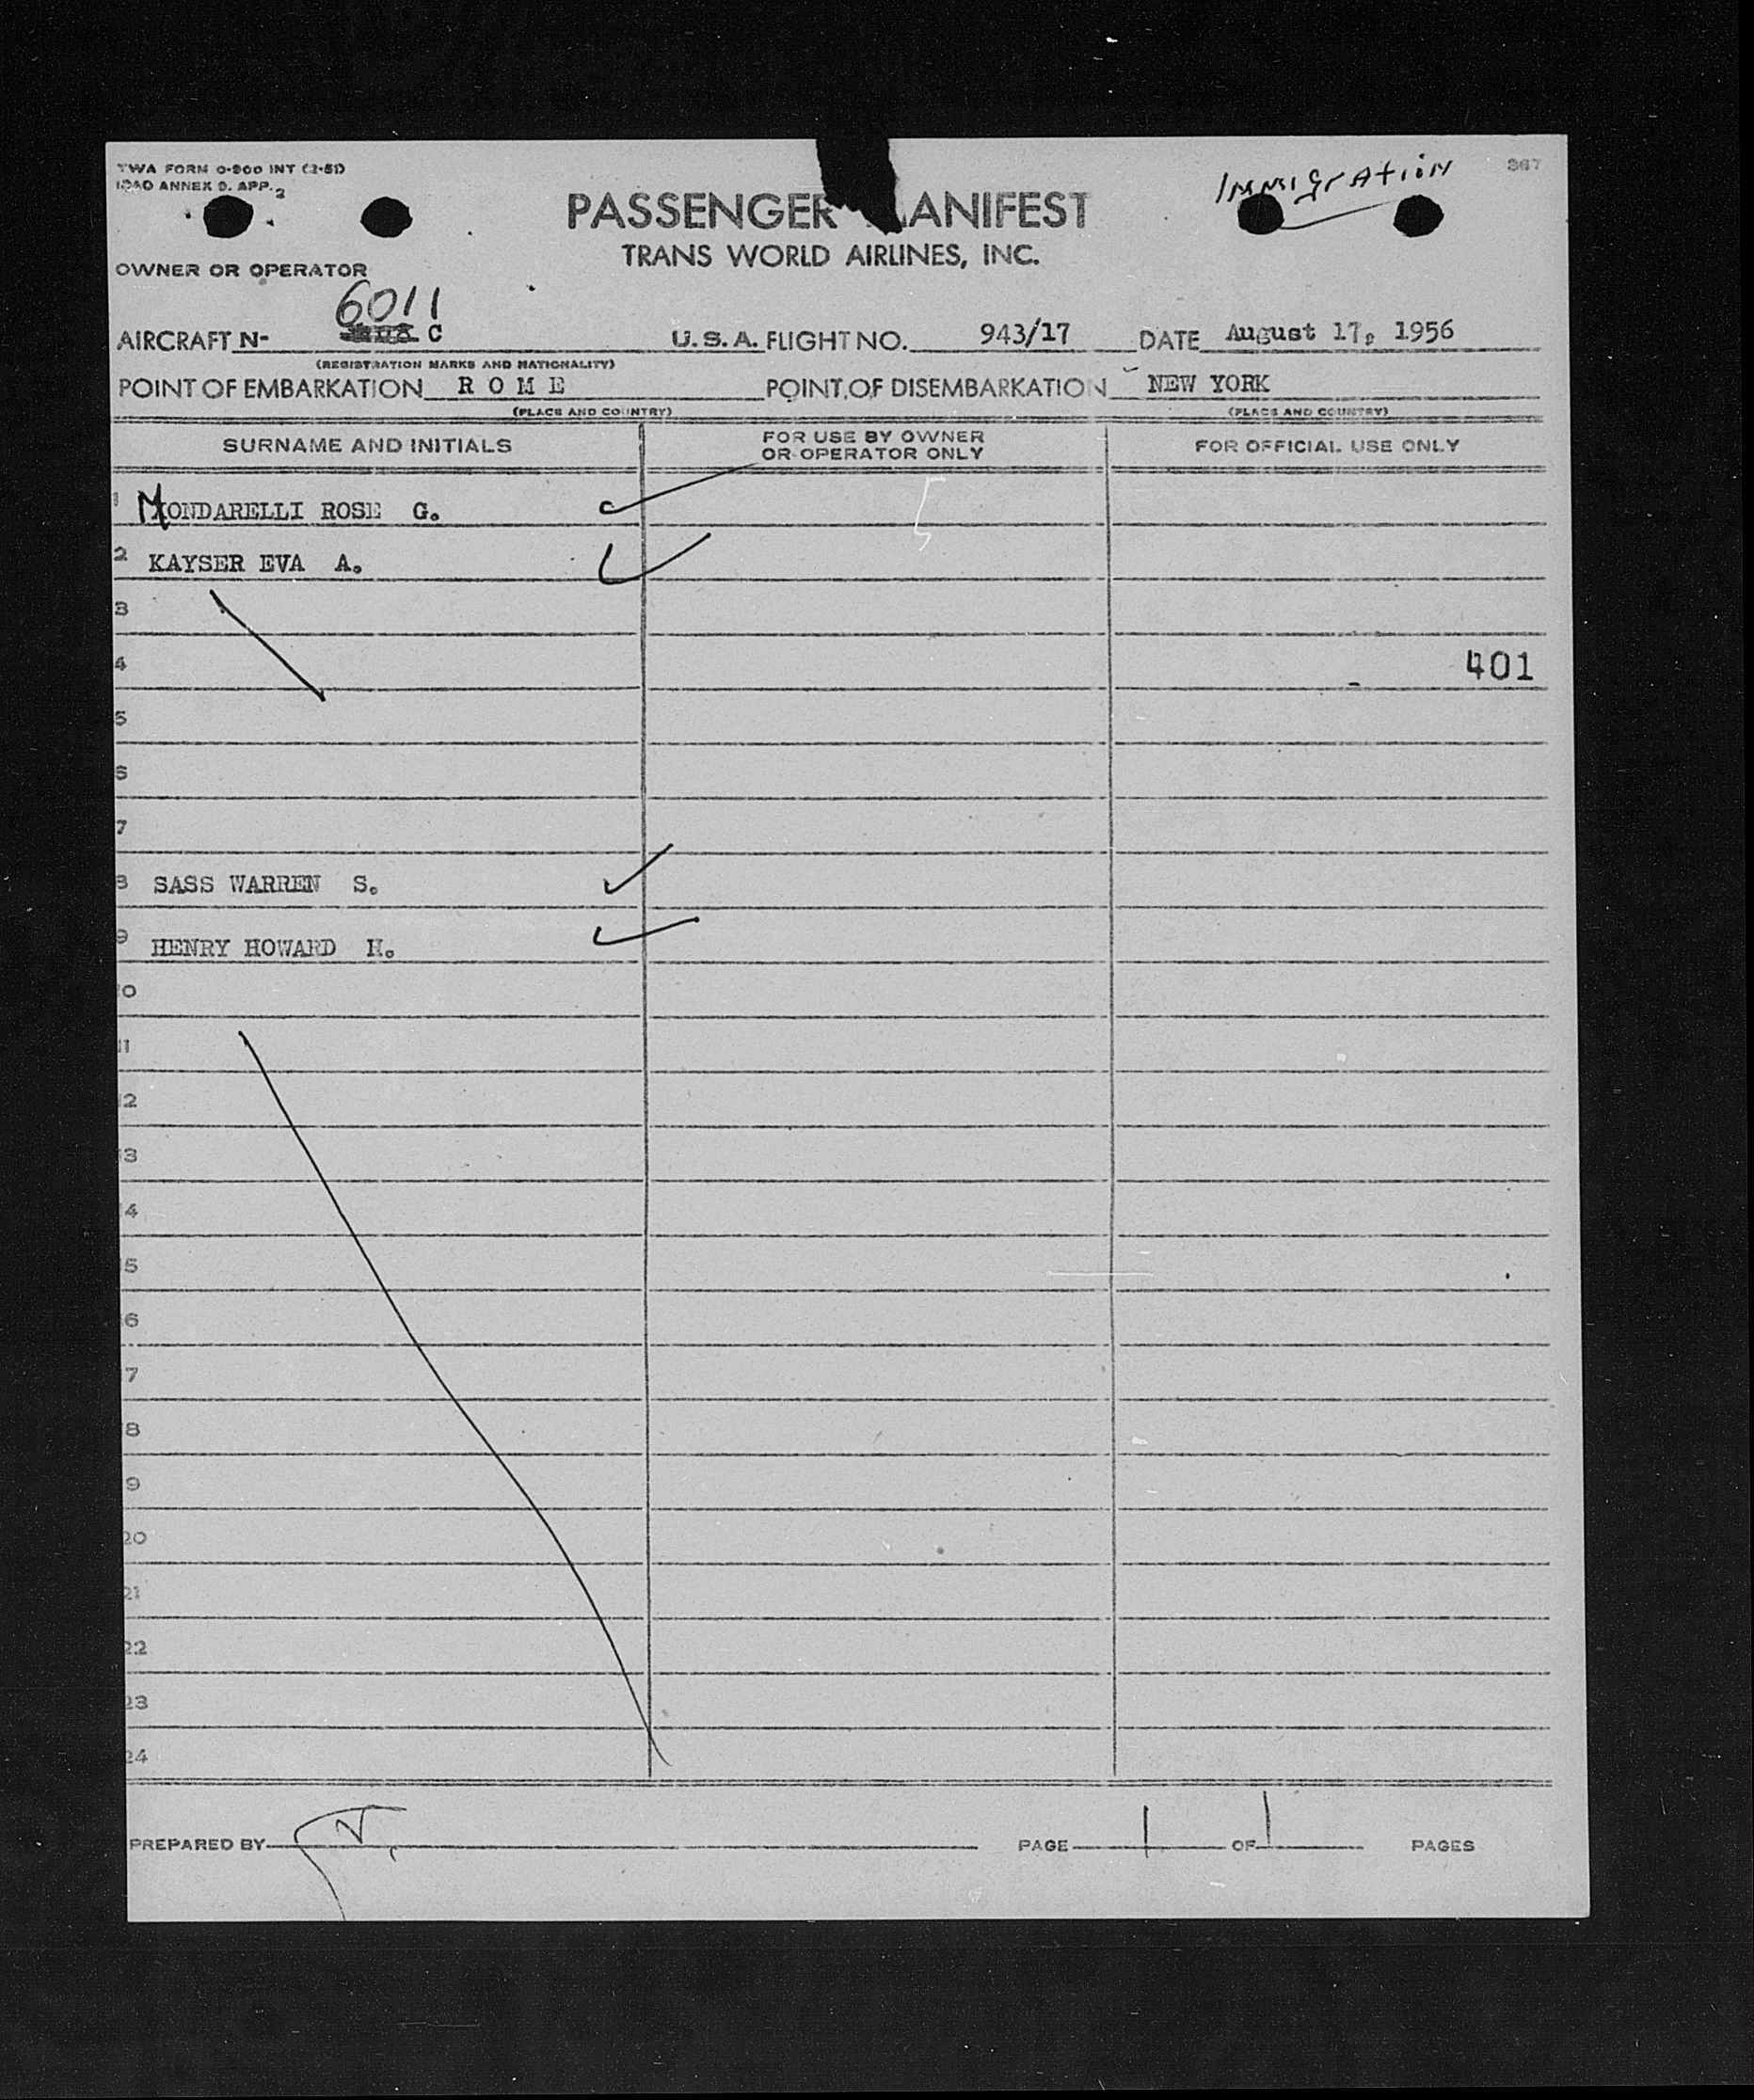 TWA FORM 0-900 INT (2-51)
ICAO ANNEX 9. APP. 2
Immigration
367
PASSENGER MANIFEST
TRANS WORLD AIRLINES, INC.
OWNER OR OPERATOR
6011
AIRCRAFT N- C U.S.A. FLIGHT NO. 943/17 DATE August 17, 1956
(REGISTRATION MARKS AND NATIONALITY)
POINT OF EMBARKATION R O M E POINT OF DISEMBARKATION NEW YORK
(PLACE AND COUNTRY) (PLACE AND COUNTRY)
SURNAME AND INITIALS FOR USE BY OWNER OR OPERATOR ONLY FOR OFFICIAL USE ONLY
1 MONDARELLI ROSE G.
2 KAYSER EVA A.
3
4 401
5
6
7
8 SASS WARREN S.
9 HENRY HOWARD H.
10
11
12
13
14
15
16
17
18
19
20
21
22
23
24
PREPARED BY PAGE 1 OF 1 PAGES